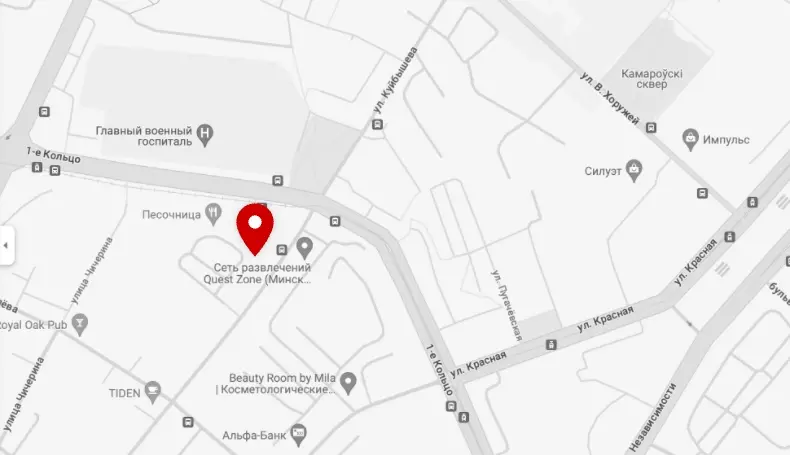 ул. Куйбышева
Камароўскі
сквер
ул. В. Хоружей
Главный военный
госпиталь
H
Импульс
1-е Кольцо
Силуэт
Песочница
Сеть развлечений
Quest Zone (Минск...
улица Чичерина
ул. Красная
ул. Пугачёвская
буль
ёва
oyal Oak Pub
ул. Красная
1-е Кольцо
ул. Красная
Beauty Room by Mila
| Косметологические...
TIDEN
улица Чичерина
Независимости
Альфа-Банк